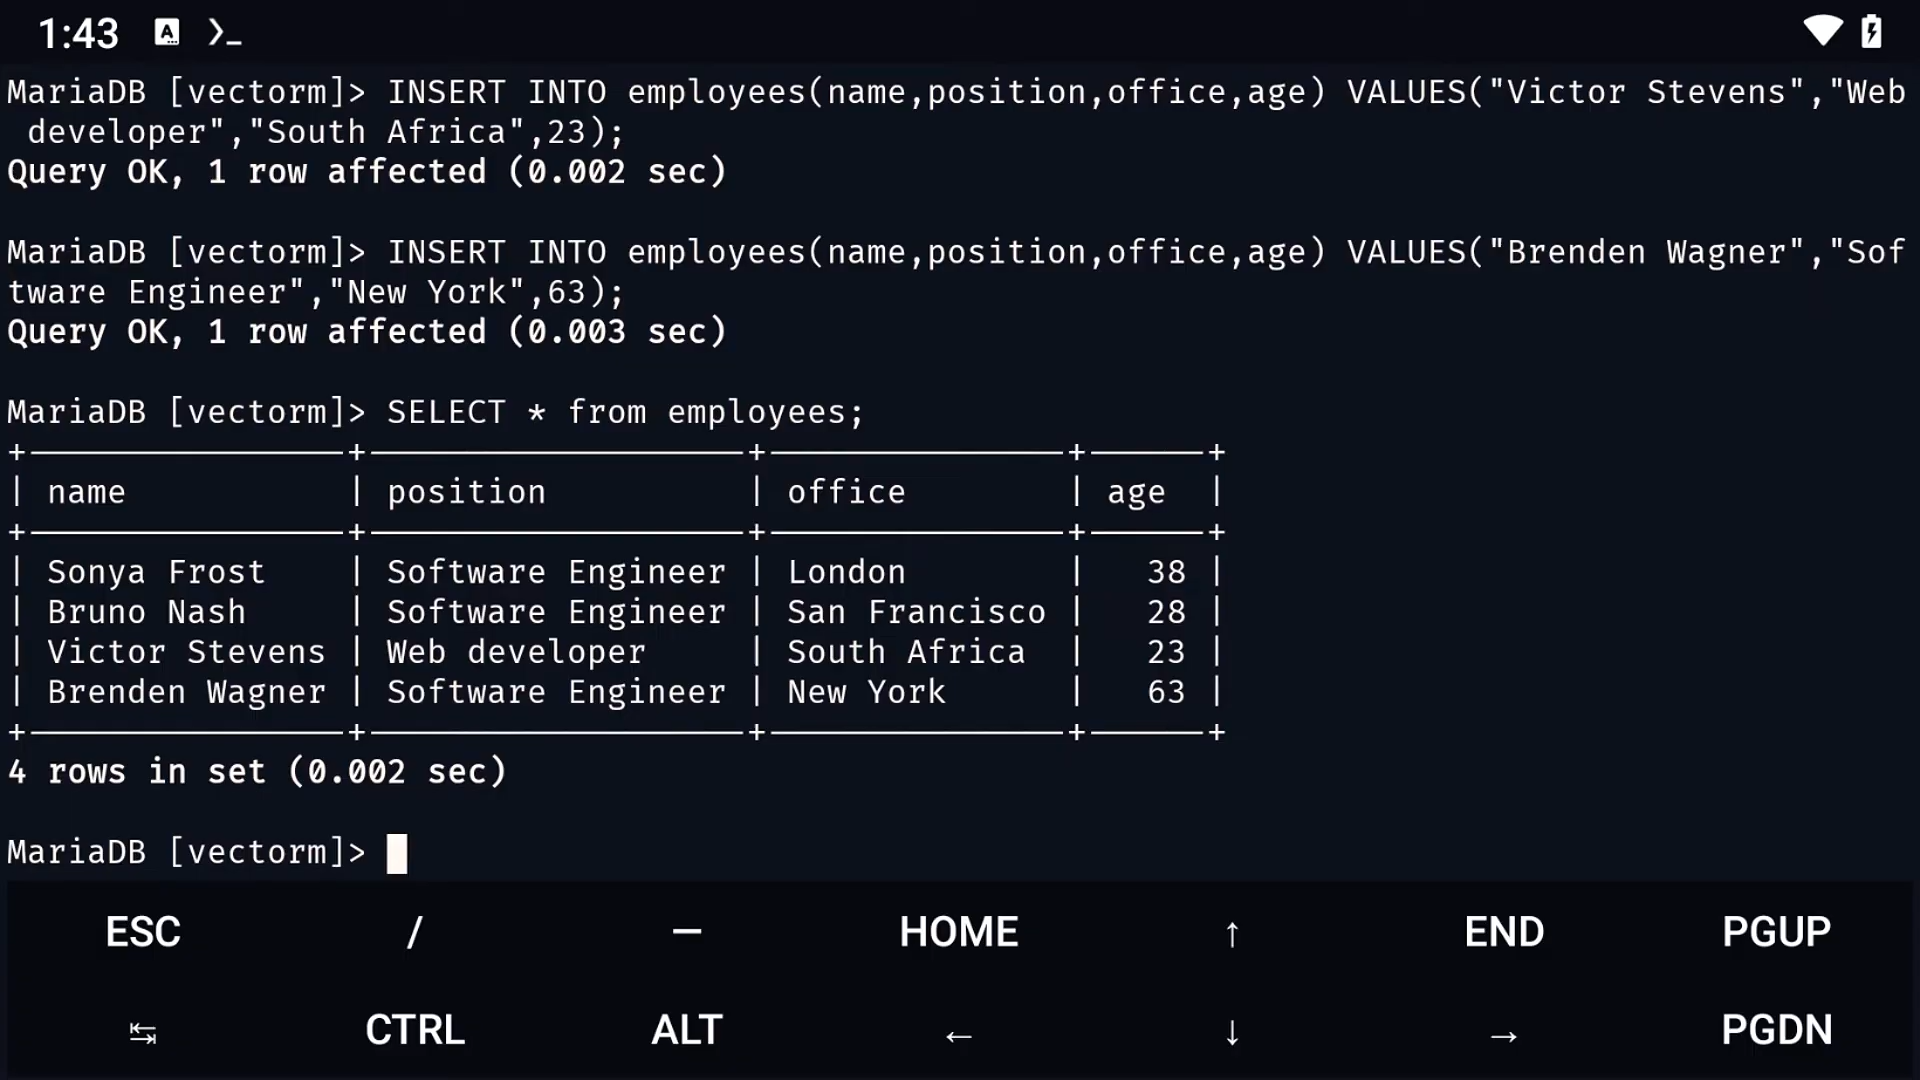 1:43 A >_
MariaDB [vectorm]> INSERT INTO employees(name,position,office,age) VALUES("Victor Stevens","Web
 developer","South Africa",23);
Query OK, 1 row affected (0.002 sec)
MariaDB [vectorm]> INSERT INTO employees(name,position,office,age) VALUES("Brenden Wagner","Sof
tware Engineer","New York",63);
Query OK, 1 row affected (0.003 sec)
MariaDB [vectorm]> SELECT * from employees;
| name | position | office | age |
| Sonya Frost | Software Engineer | London | 38 |
| Bruno Nash | Software Engineer | San Francisco | 28 |
| Victor Stevens | Web developer | South Africa | 23 |
| Brenden Wagner | Software Engineer | New York | 63 |
4 rows in set (0.002 sec)
MariaDB [vectorm]>
ESC / — HOME ↑ END PGUP
↹ CTRL ALT ← ↓ → PGDN